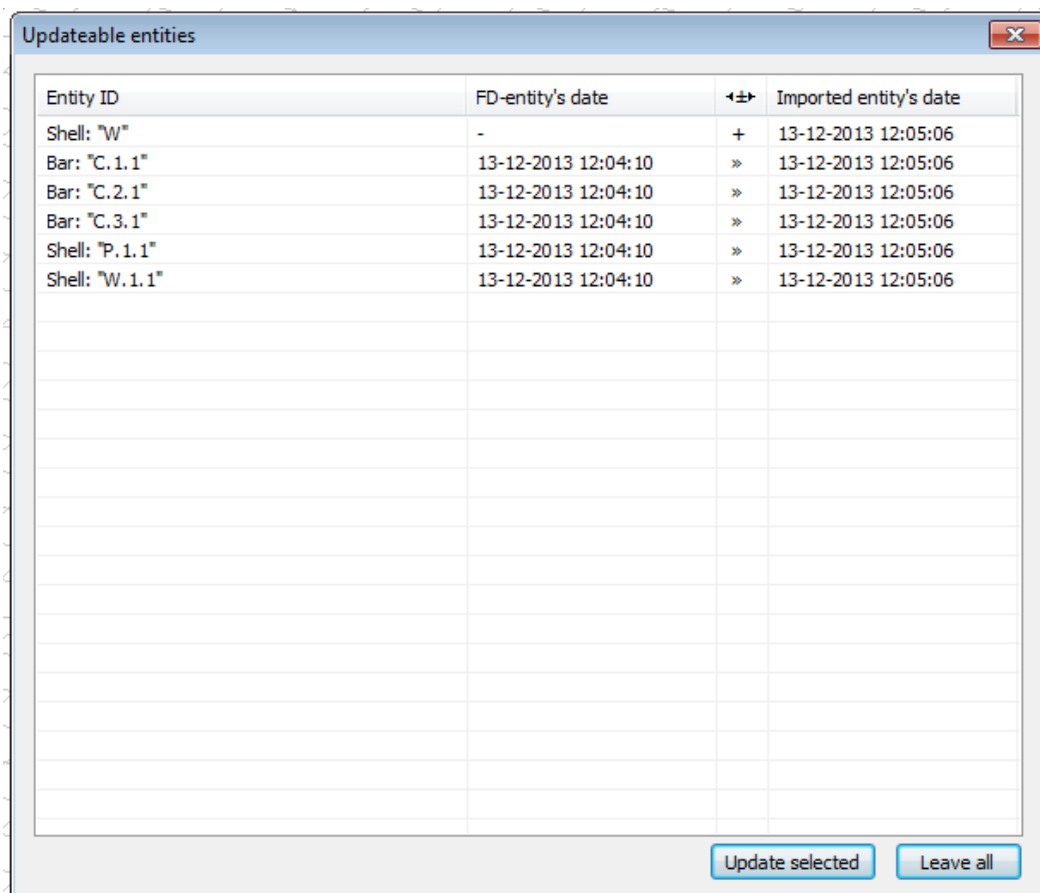 Updateable entities
Entity ID FD-entity's date ◂±▸ Imported entity's date
Shell: "W" - + 13-12-2013 12:05:06
Bar: "C.1.1" 13-12-2013 12:04:10 » 13-12-2013 12:05:06
Bar: "C.2.1" 13-12-2013 12:04:10 » 13-12-2013 12:05:06
Bar: "C.3.1" 13-12-2013 12:04:10 » 13-12-2013 12:05:06
Shell: "P.1.1" 13-12-2013 12:04:10 » 13-12-2013 12:05:06
Shell: "W.1.1" 13-12-2013 12:04:10 » 13-12-2013 12:05:06
Update selected Leave all